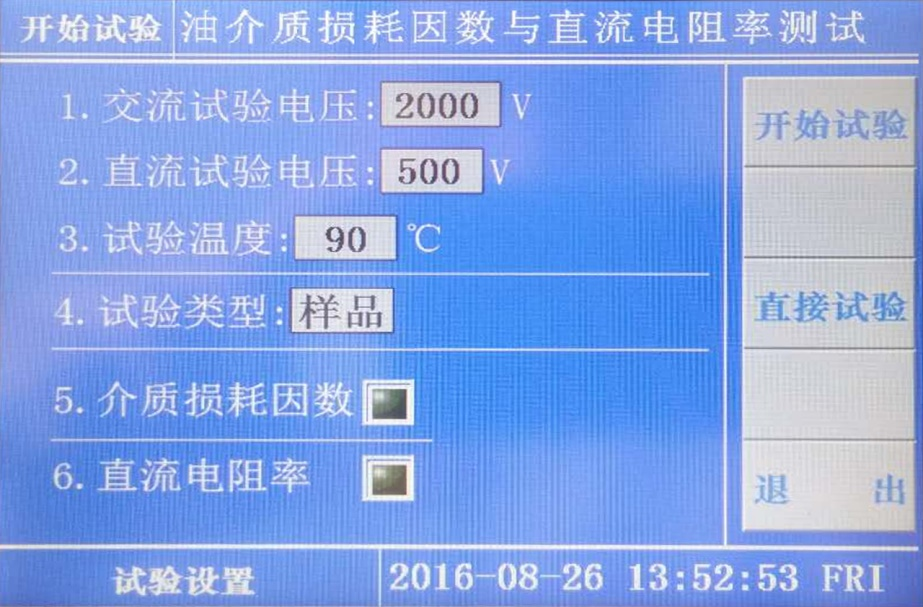 开始试验 油介质损耗因数与直流电阻率测试
1.交流试验电压:2000 V
2.直流试验电压:500 V
3.试验温度:90 ℃
4.试验类型:样品
5.介质损耗因数
6.直流电阻率
开始试验
直接试验
退 出
试验设置 2016-08-26 13:52:53 FRI